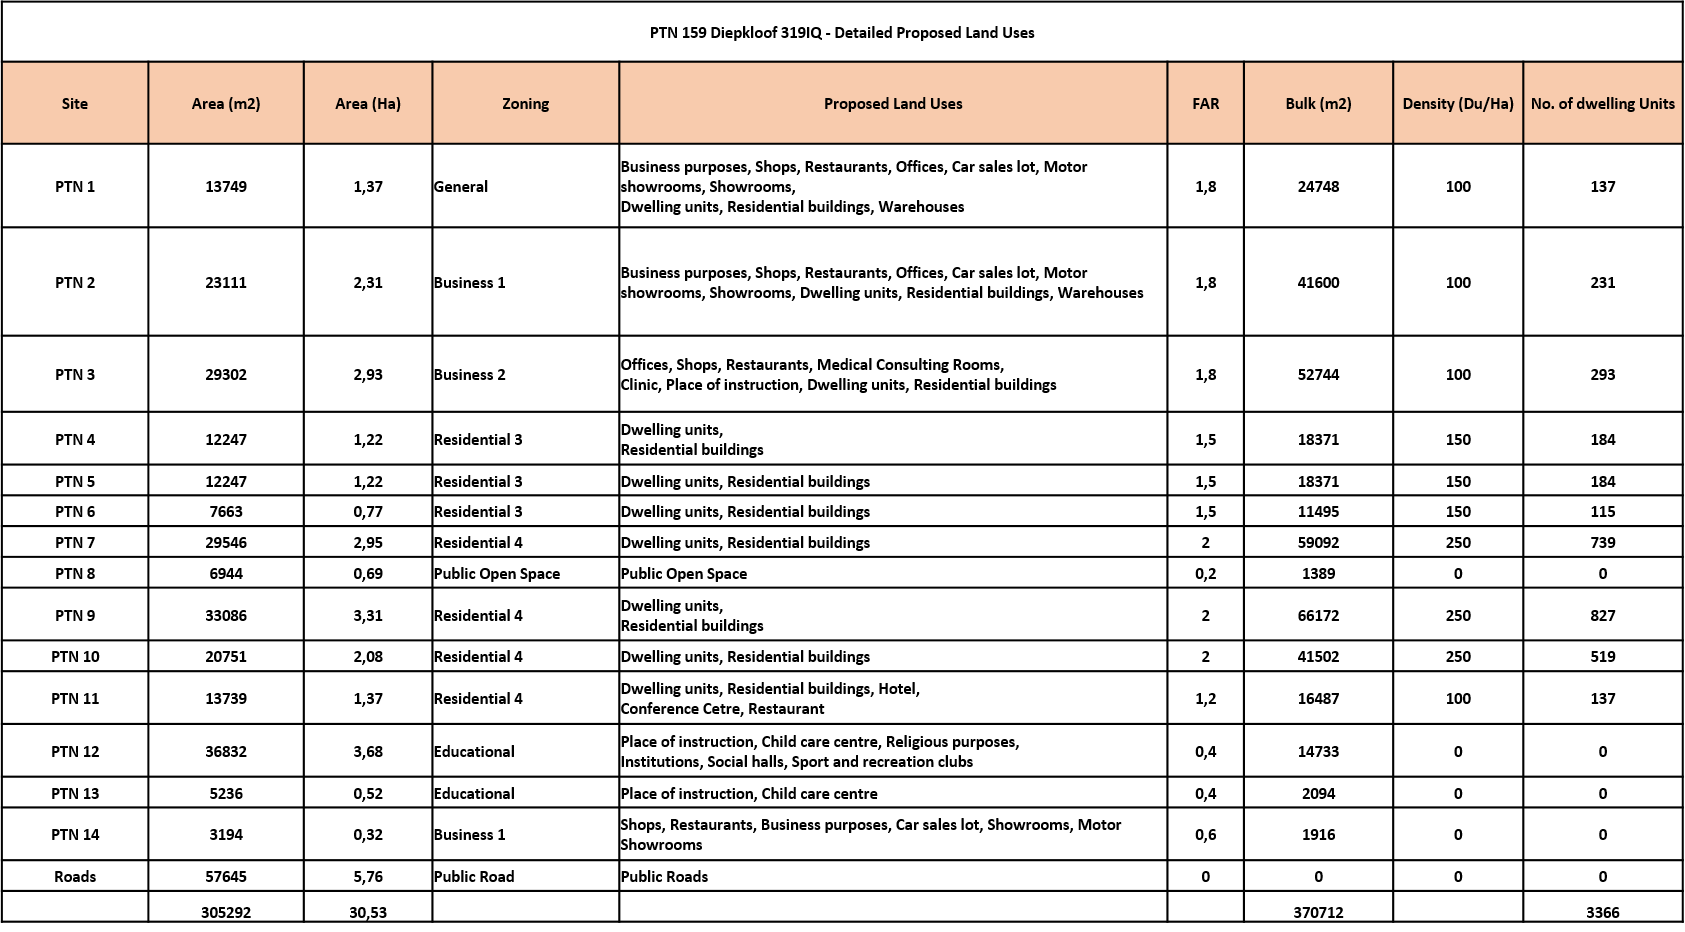 PTN 159 Diepkloof 319IQ - Detailed Proposed Land Uses
Site Area (m2) Area (Ha) Zoning Proposed Land Uses FAR Bulk (m2) Density (Du/Ha) No. of dwelling Units
Business purposes, Shops, Restaurants, Offices, Car sales lot, Motor
PTN 1 13749 1,37 General showrooms, Showrooms, 1,8 24748 100 137
Dwelling units, Residential buildings, Warehouses
Business purposes, Shops, Restaurants, Offices, Car sales lot, Motor
PTN 2 23111 2,31 Business 1 showrooms, Showrooms, Dwelling units, Residential buildings, Warehouses 1,8 41600 100 231
Offices, Shops, Restaurants, Medical Consulting Rooms,
PTN 3 29302 2,93 Business 2 Clinic, Place of instruction, Dwelling units, Residential buildings 1,8 52744 100 293
Dwelling units,
PTN 4 12247 1,22 Residential 3 Residential buildings 1,5 18371 150 184
PTN 5 12247 1,22 Residential 3 Dwelling units, Residential buildings 1,5 18371 150 184
PTN 6 7663 0,77 Residential 3 Dwelling units, Residential buildings 1,5 11495 150 115
PTN 7 29546 2,95 Residential 4 Dwelling units, Residential buildings 2 59092 250 739
PTN 8 6944 0,69 Public Open Space Public Open Space 0,2 1389 0 0
Dwelling units,
PTN 9 33086 3,31 Residential 4 Residential buildings 2 66172 250 827
PTN 10 20751 2,08 Residential 4 Dwelling units, Residential buildings 2 41502 250 519
Dwelling units, Residential buildings, Hotel,
PTN 11 13739 1,37 Residential 4 Conference Cetre, Restaurant 1,2 16487 100 137
Place of instruction, Child care centre, Religious purposes,
PTN 12 36832 3,68 Educational Institutions, Social halls, Sport and recreation clubs 0,4 14733 0 0
PTN 13 5236 0,52 Educational Place of instruction, Child care centre 0,4 2094 0 0
Shops, Restaurants, Business purposes, Car sales lot, Showrooms, Motor
PTN 14 3194 0,32 Business 1 Showrooms 0,6 1916 0 0
Roads 57645 5,76 Public Road Public Roads 0 0 0 0
305292 30,53 370712 3366